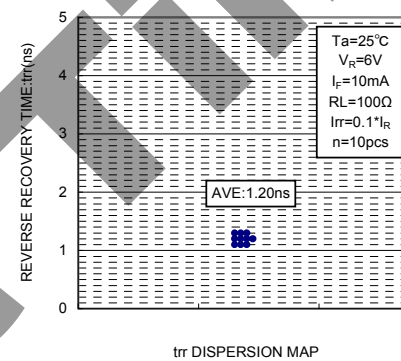 REVERSE RECOVERY TIME:trr(ns)
5
4
3
2
1
0
Ta=25°C
VR=6V
IF=10mA
RL=100Ω
Irr=0.1*IR
n=10pcs
AVE:1.20ns
trr DISPERSION MAP